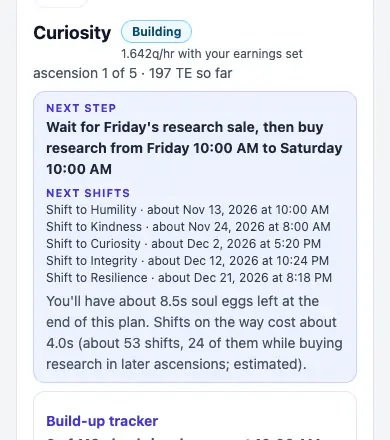 Curiosity Building
1.642q/hr with your earnings set
ascension 1 of 5 · 197 TE so far
NEXT STEP
Wait for Friday's research sale, then buy
research from Friday 10:00 AM to Saturday
10:00 AM
NEXT SHIFTS
Shift to Humility · about Nov 13, 2026 at 10:00 AM
Shift to Kindness · about Nov 24, 2026 at 8:00 AM
Shift to Curiosity · about Dec 2, 2026 at 5:20 PM
Shift to Integrity · about Dec 12, 2026 at 10:24 PM
Shift to Resilience · about Dec 21, 2026 at 8:18 PM
You'll have about 8.5s soul eggs left at the
end of this plan. Shifts on the way cost about
4.0s (about 53 shifts, 24 of them while buying
research in later ascensions; estimated).
Build-up tracker